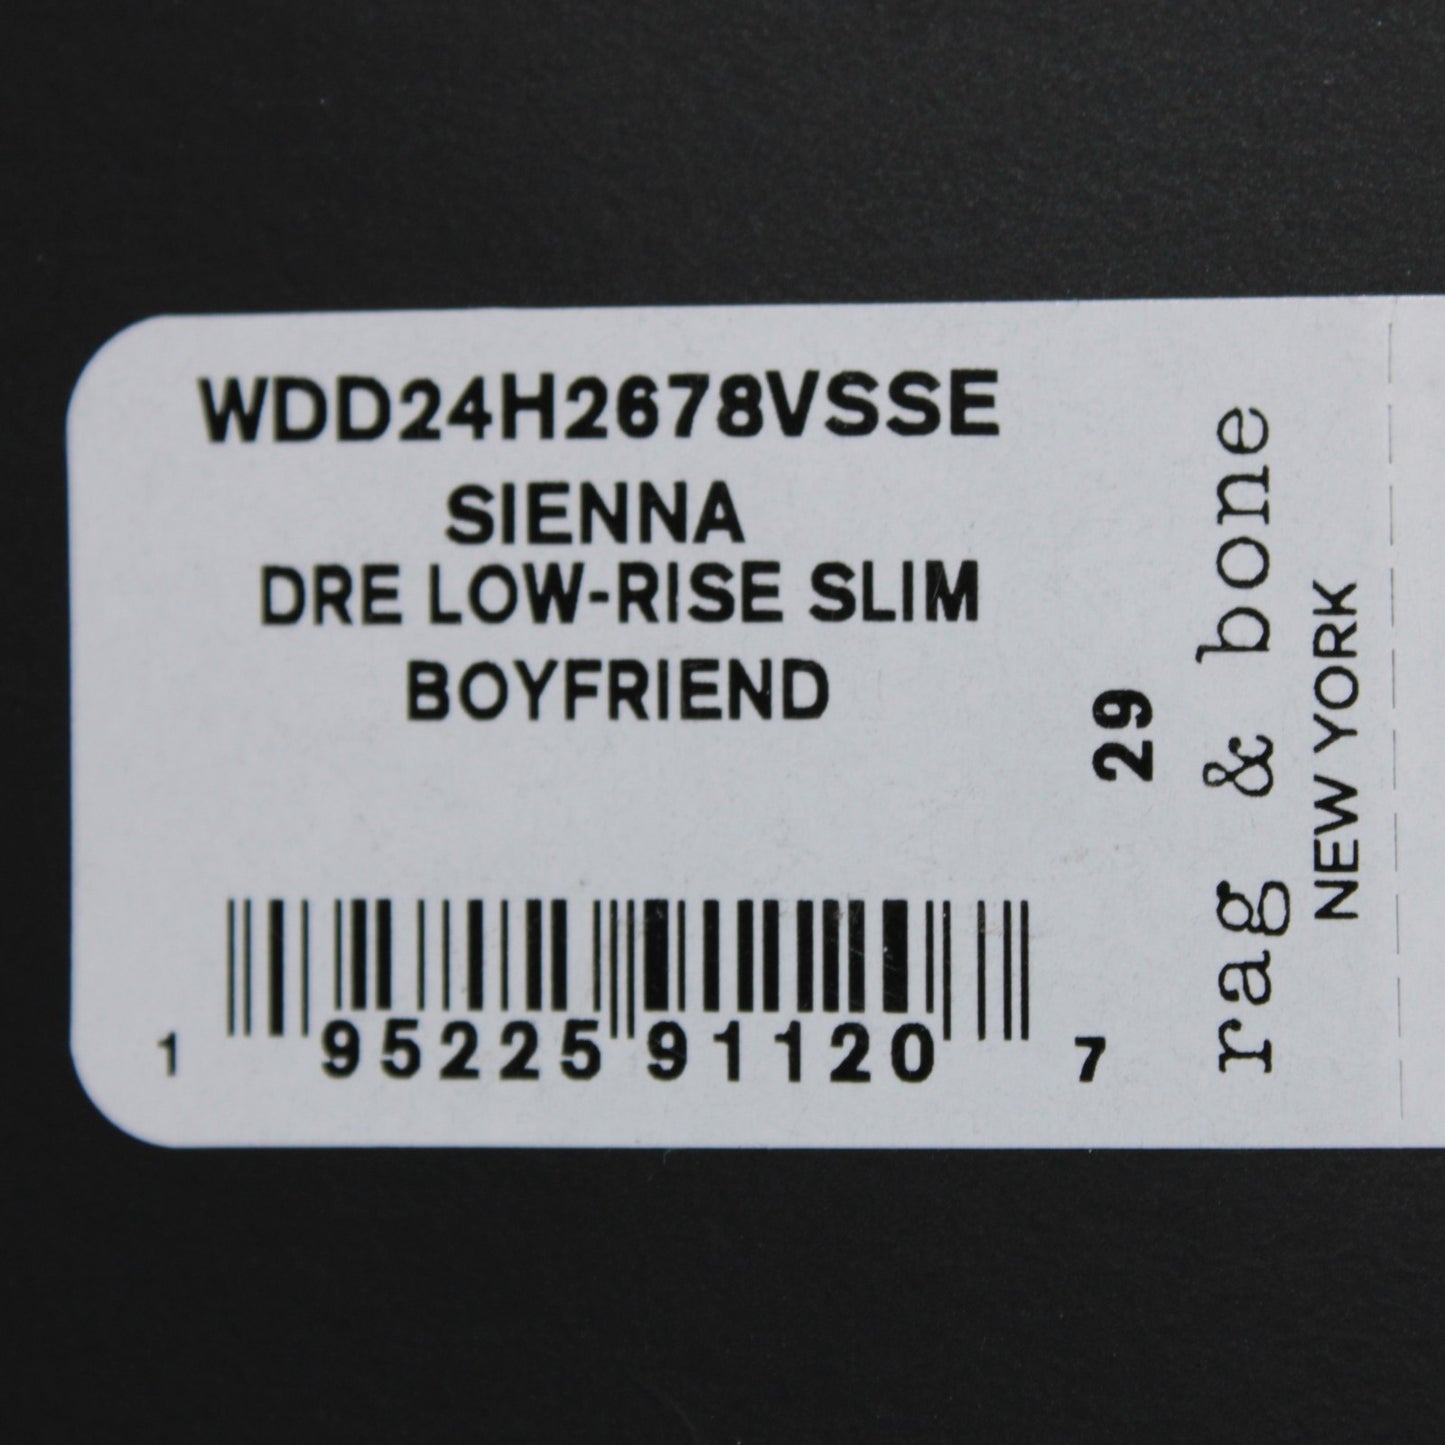 WDD24H2678VSSE
SIENNA
DRE LOW-RISE SLIM
BOYFRIEND
1 95225 91120 7
29
rag & bone
NEW YORK